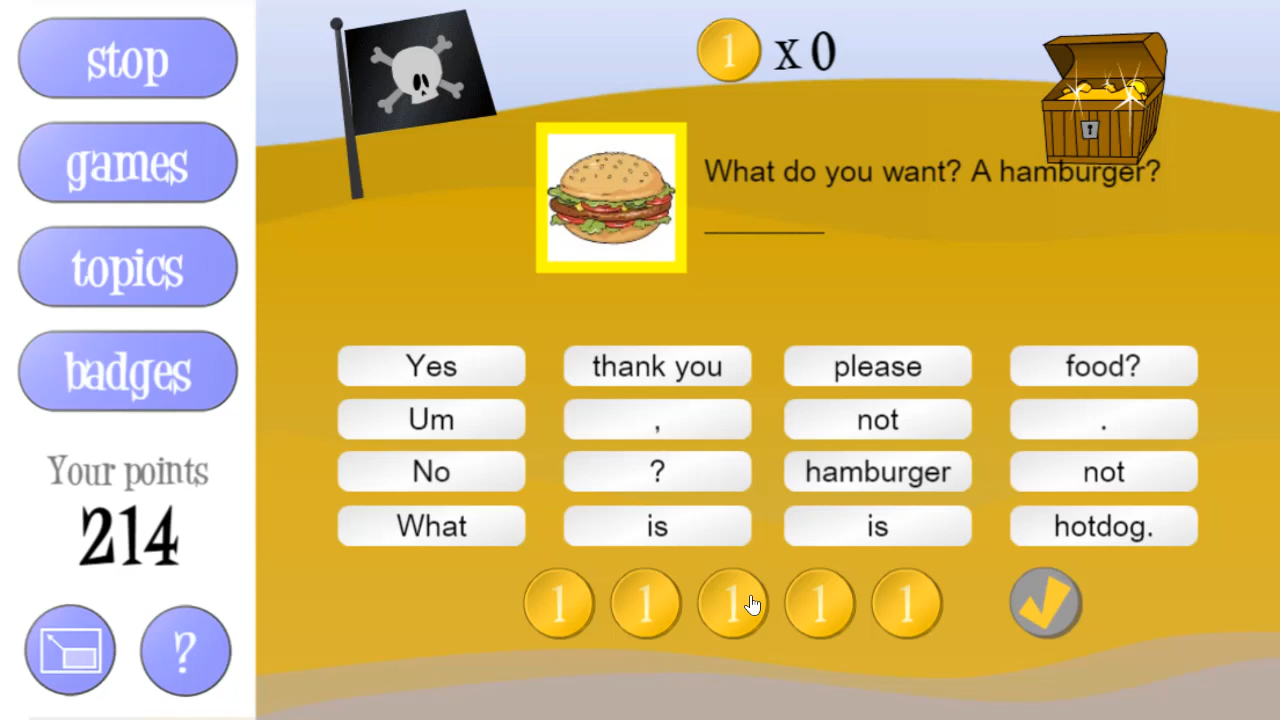 stop
games
topics
badges
Your points
214
?
1 x 0
What do you want? A hamburger?
Yes thank you please food?
Um , not .
No ? hamburger not
What is is hotdog.
1 1 1 1 1